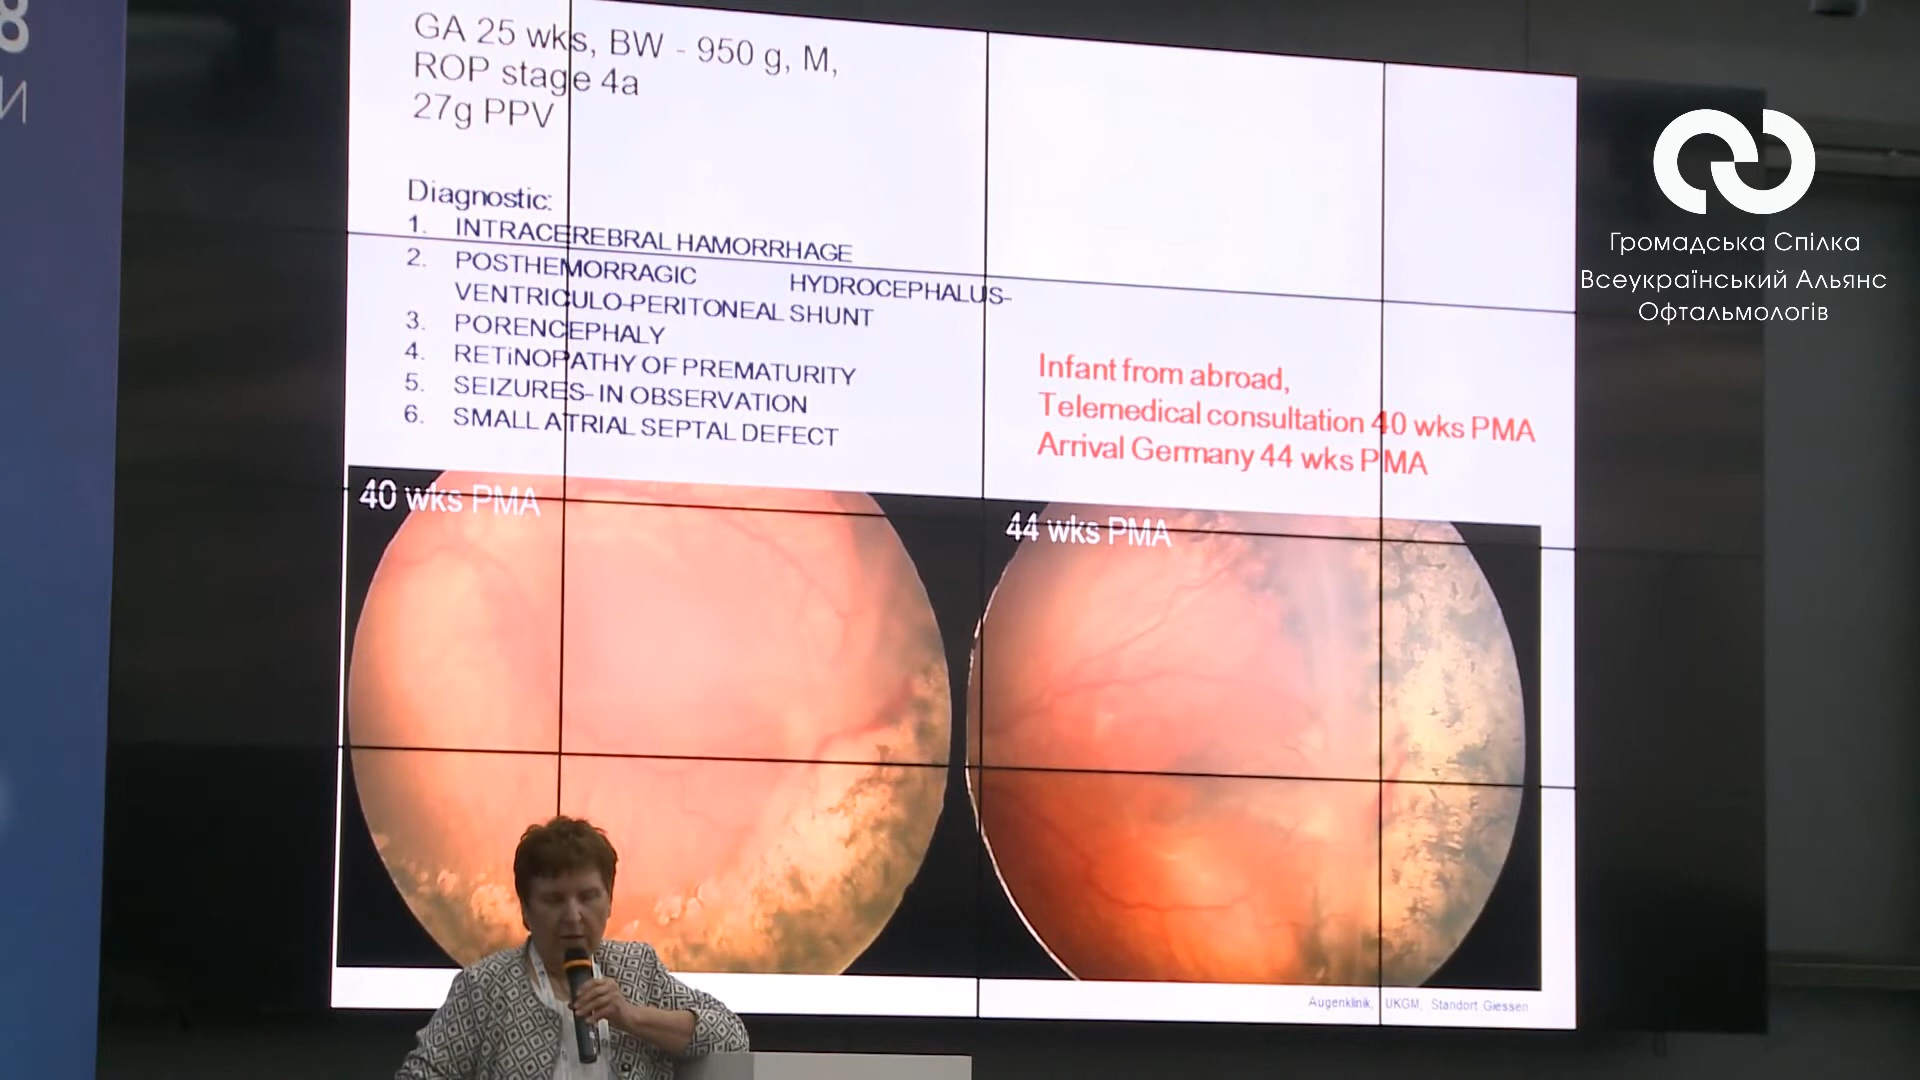 8
И
GA 25 wks, BW - 950 g, M,
ROP stage 4a
27g PPV
Diagnostic:
1. INTRACEREBRAL HAMORRHAGE
2. POSTHEMORRAGIC HYDROCEPHALUS-
VENTRICULO-PERITONEAL SHUNT
3. PORENCEPHALY
4. RETiNOPATHY OF PREMATURITY
5. SEIZURES- IN OBSERVATION
6. SMALL ATRIAL SEPTAL DEFECT
Infant from abroad,
Telemedical consultation 40 wks PMA
Arrival Germany 44 wks PMA
40 wks PMA
44 wks PMA
Augenklinik, UKGM, Standort Giessen
Громадська Спілка
Всеукраїнський Альянс
Офтальмологів